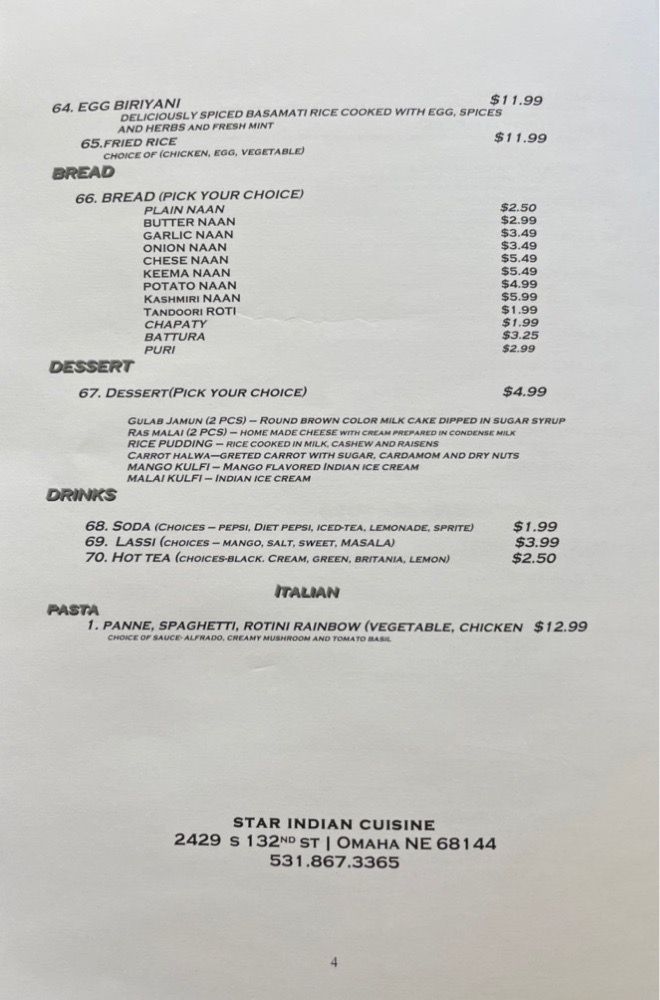 64. EGG BIRIYANI $11.99
DELICIOUSLY SPICED BASAMATI RICE COOKED WITH EGG, SPICES
AND HERBS AND FRESH MINT
65.FRIED RICE $11.99
CHOICE OF (CHICKEN, EGG, VEGETABLE)
BREAD
66. BREAD (PICK YOUR CHOICE)
PLAIN NAAN $2.50
BUTTER NAAN $2.99
GARLIC NAAN $3.49
ONION NAAN $3.49
CHESE NAAN $5.49
KEEMA NAAN $5.49
POTATO NAAN $4.99
KASHMIRI NAAN $5.99
TANDOORI ROTI $1.99
CHAPATY $1.99
BATTURA $3.25
PURI $2.99
DESSERT
67. DESSERT(PICK YOUR CHOICE) $4.99
GULAB JAMUN (2 PCS) – ROUND BROWN COLOR MILK CAKE DIPPED IN SUGAR SYRUP
RAS MALAI (2 PCS) – HOME MADE CHEESE WITH CREAM PREPARED IN CONDENSE MILK
RICE PUDDING – RICE COOKED IN MILK, CASHEW AND RAISENS
CARROT HALWA—GRETED CARROT WITH SUGAR, CARDAMOM AND DRY NUTS
MANGO KULFI – MANGO FLAVORED INDIAN ICE CREAM
MALAI KULFI – INDIAN ICE CREAM
DRINKS
68. SODA (CHOICES – PEPSI, DIET PEPSI, ICED-TEA, LEMONADE, SPRITE) $1.99
69. LASSI (CHOICES – MANGO, SALT, SWEET, MASALA) $3.99
70. HOT TEA (CHOICES-BLACK. CREAM, GREEN, BRITANIA, LEMON) $2.50
ITALIAN
PASTA
1. PANNE, SPAGHETTI, ROTINI RAINBOW (VEGETABLE, CHICKEN $12.99
CHOICE OF SAUCE- ALFRADO, CREAMY MUSHROOM AND TOMATO BASIL
STAR INDIAN CUISINE
2429 S 132ND ST | OMAHA NE 68144
531.867.3365
4